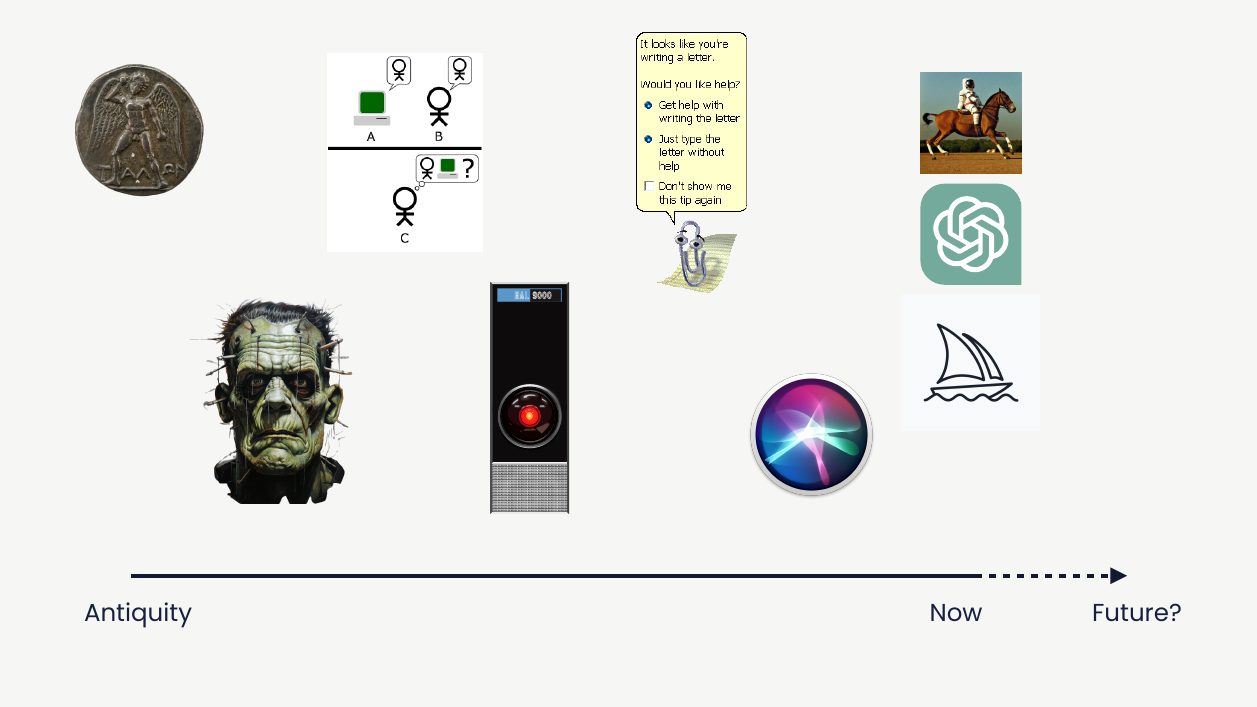 ΤΑΛΩΝ
A
B
?
C
It looks like you're
writing a letter.
Would you like help?
Get help with
writing the letter
Just type the
letter without
help
Don't show me
this tip again
HAL 9000
Antiquity
Now
Future?